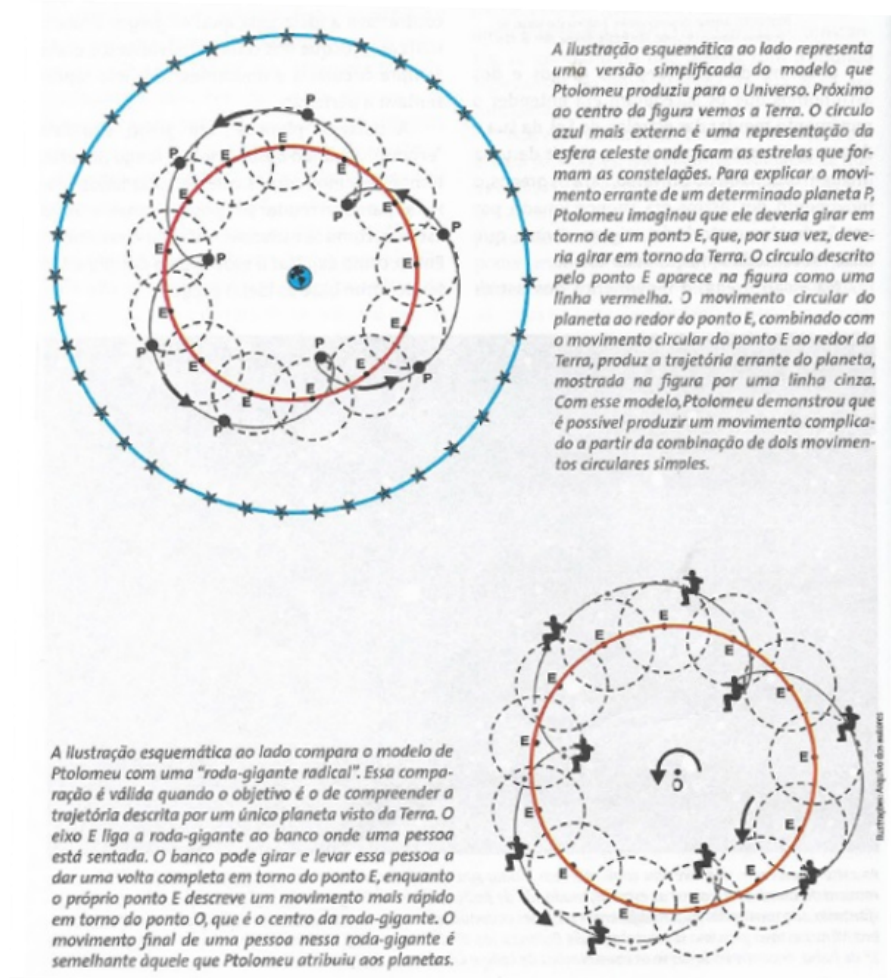 A ilustração esquemática ao lado representa
uma versão simplificada do modelo que
Ptolomeu produziu para o Universo. Próximo
ao centro da figura vemos a Terra. O círculo
azul mais externo é uma representação da
esfera celeste onde ficam as estrelas que for-
mam as constelações. Para explicar o movi-
mento errante de um determinado planeta P,
Ptolomeu imaginou que ele deveria girar em
torno de um ponto E, que, por sua vez, deve-
ria girar em torno da Terra. O círculo descrito
pelo ponto E aparece na figura como uma
linha vermelha. O movimento circular do
planeta ao redor do ponto E, combinado com
o movimento circular do ponto E ao redor da
Terra, produz a trajetória errante do planeta,
mostrada na figura por uma linha cinza.
Com esse modelo, Ptolomeu demonstrou que
é possível produzir um movimento complica-
do a partir da combinação de dois movimen-
tos circulares simples.
P
P
E
E
E
E
P
E
P
E
P
E
E
E
P
P
E
P
E
E
E
P
E
E
E
E
E
E
E
O
E
E
E
E
E
Ilustrações: Arquivo dos autores
A ilustração esquemática ao lado compara o modelo de
Ptolomeu com uma "roda-gigante radical". Essa compa-
ração é válida quando o objetivo é o de compreender a
trajetória descrita por um único planeta visto da Terra. O
eixo E liga a roda-gigante ao banco onde uma pessoa
está sentada. O banco pode girar e levar essa pessoa a
dar uma volta completa em torno do ponto E, enquanto
o próprio ponto E descreve um movimento mais rápido
em torno do ponto O, que é o centro da roda-gigante. O
movimento final de uma pessoa nessa roda-gigante é
semelhante àquele que Ptolomeu atribuiu aos planetas.